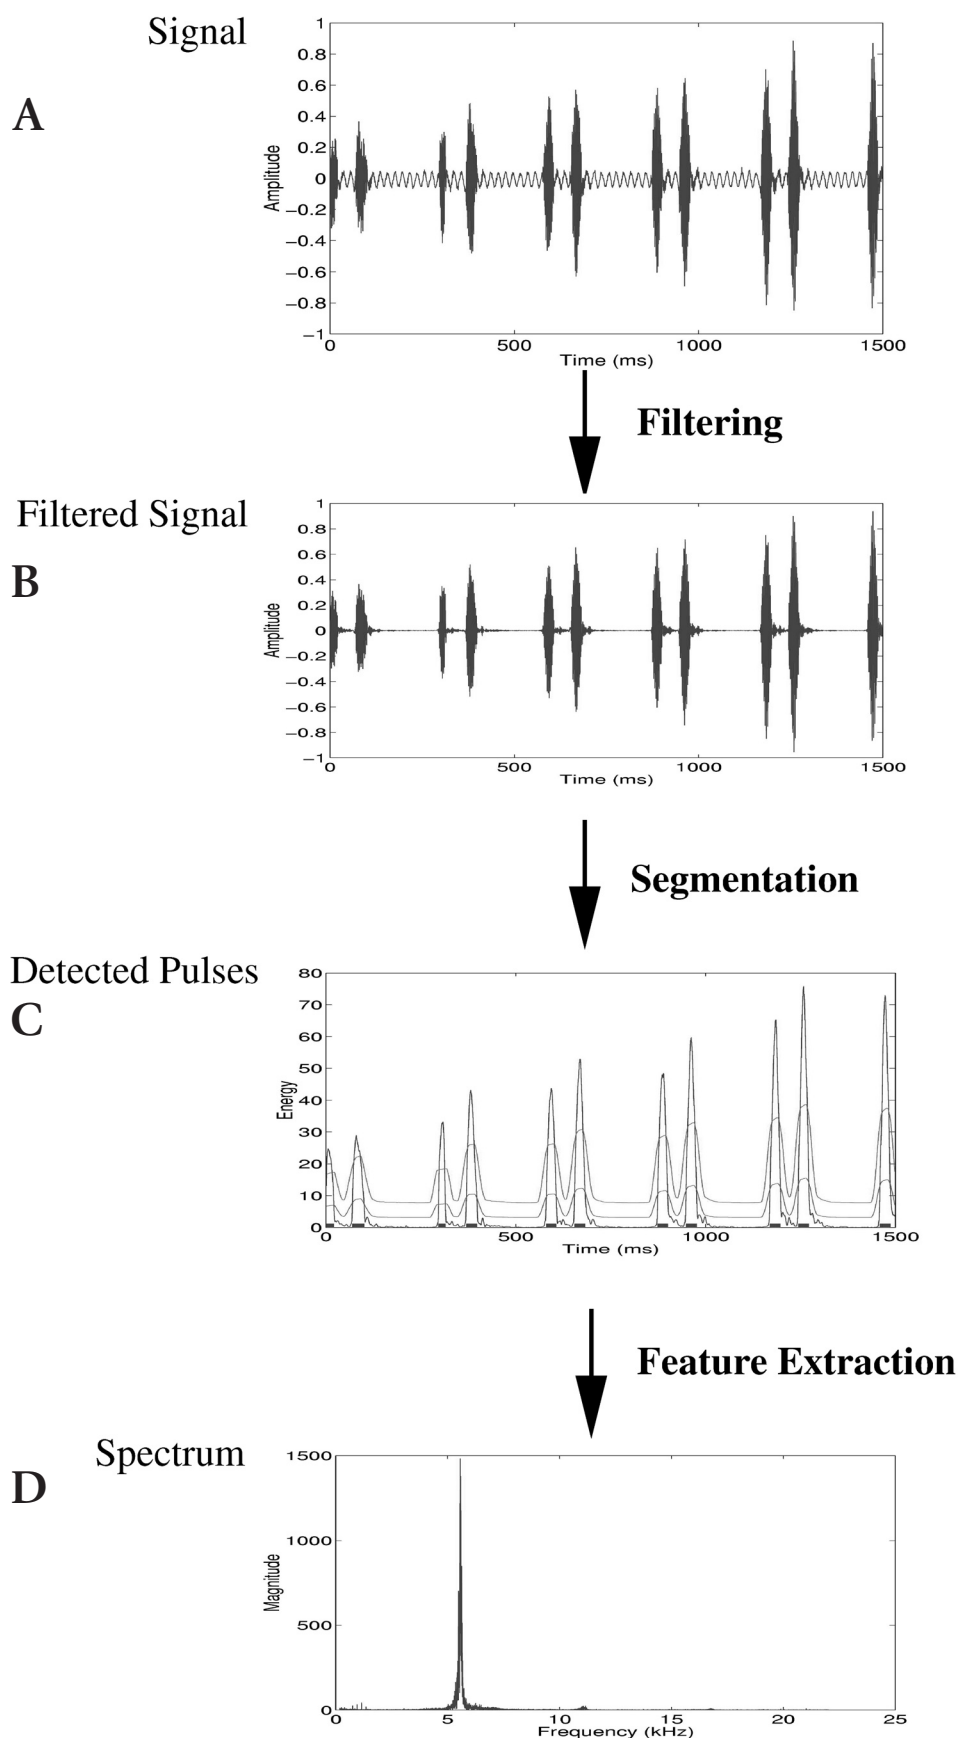 Signal
A
1
0.8
0.6
0.4
0.2
0
−0.2
−0.4
−0.6
−0.8
−1
Amplitude
0 500 1000 1500
Time (ms)
Filtering
Filtered Signal
B
1
0.8
0.6
0.4
0.2
0
−0.2
−0.4
−0.6
−0.8
−1
Amplitude
0 500 1000 1500
Time (ms)
Segmentation
Detected Pulses
C
80
70
60
50
40
30
20
10
0
Energy
0 500 1000 1500
Time (ms)
Feature Extraction
Spectrum
D
1500
1000
500
0
Magnitude
0 5 10 15 20 25
Frequency (kHz)